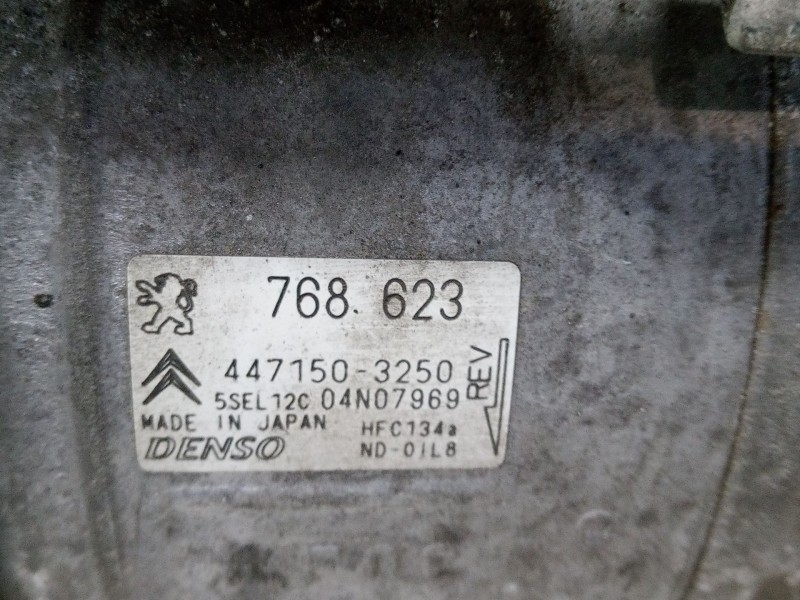 768. 623
447150-3250
5SEL12C 04N07969
REV
MADE IN JAPAN HFC134a
DENSO ND-OIL8